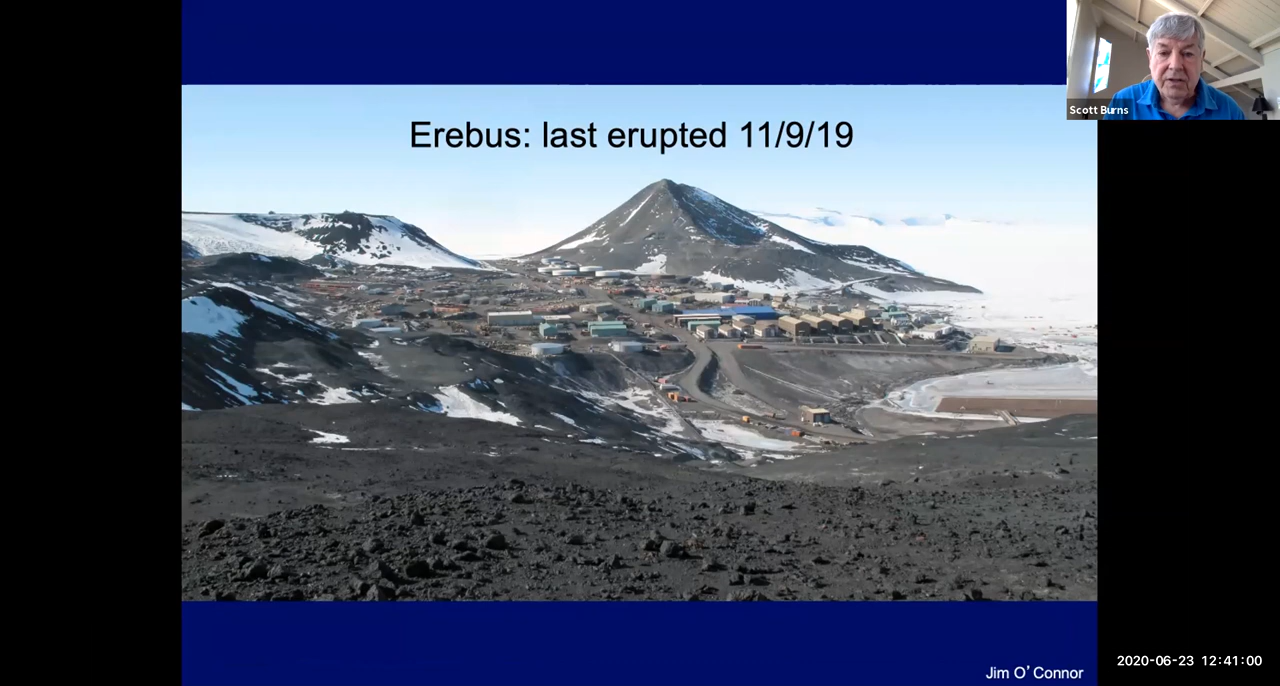 Scott Burns
Erebus: last erupted 11/9/19
Jim O’Connor
2020-06-23 12:41:00